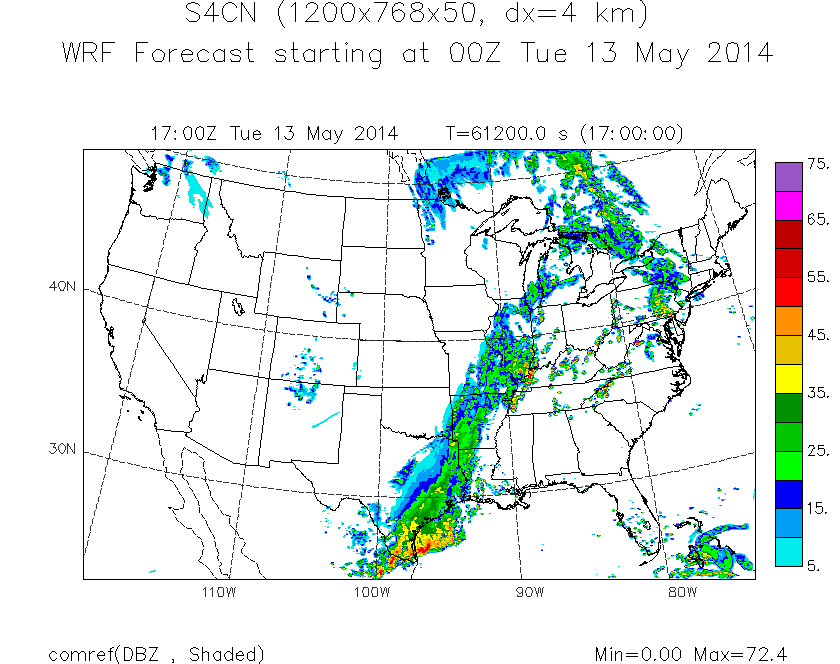 S4CN (1200x768x50, dx=4 km)
WRF Forecast starting at 00Z Tue 13 May 2014
17:00Z Tue 13 May 2014 T=61200.0 s (17:00:00)
75.
65.
55.
45.
35.
25.
15.
5.
40N
30N
110W 100W 90W 80W
comref(DBZ , Shaded) Min=0.00 Max=72.4